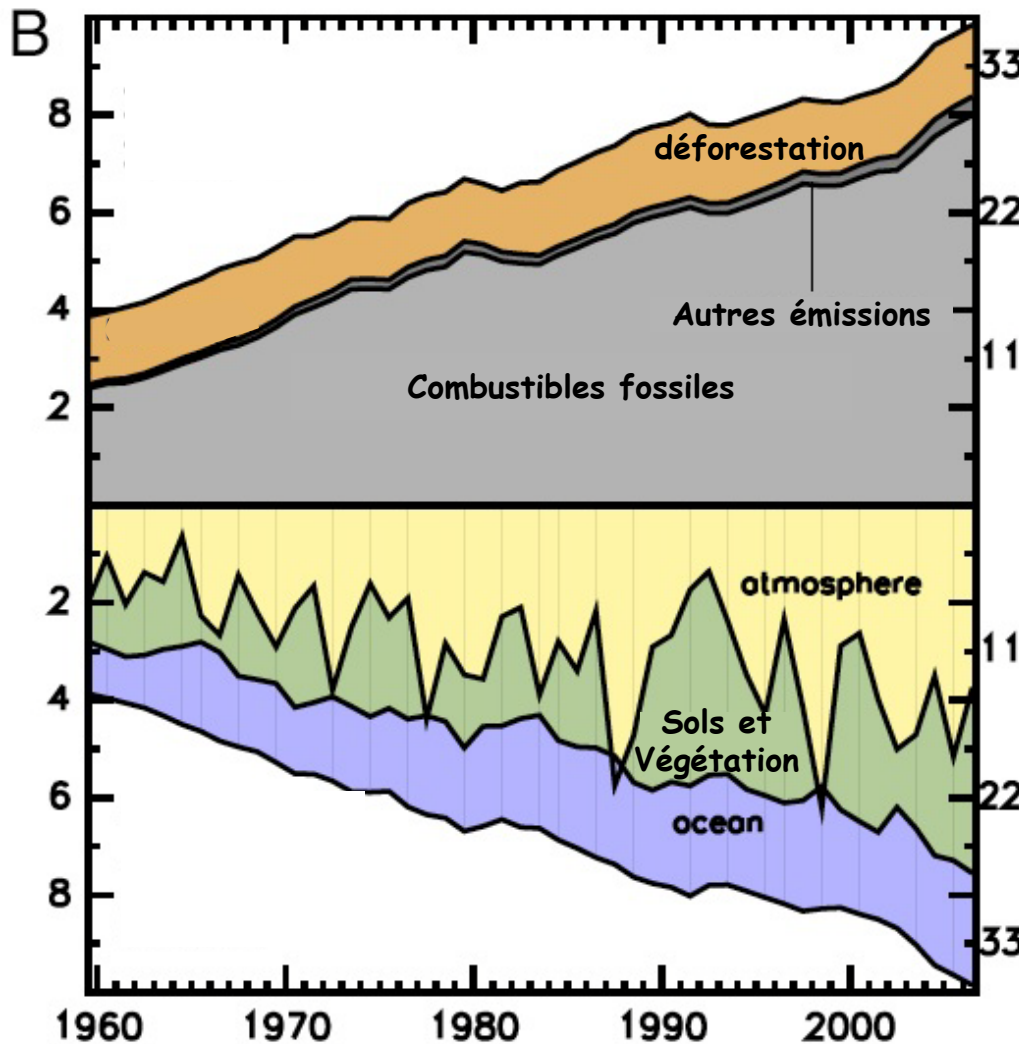 B
8
6
4
2
33
22
11
déforestation
Autres émissions
Combustibles fossiles
2
4
6
8
11
22
33
atmosphere
Sols et
Végétation
ocean
1960
1970
1980
1990
2000